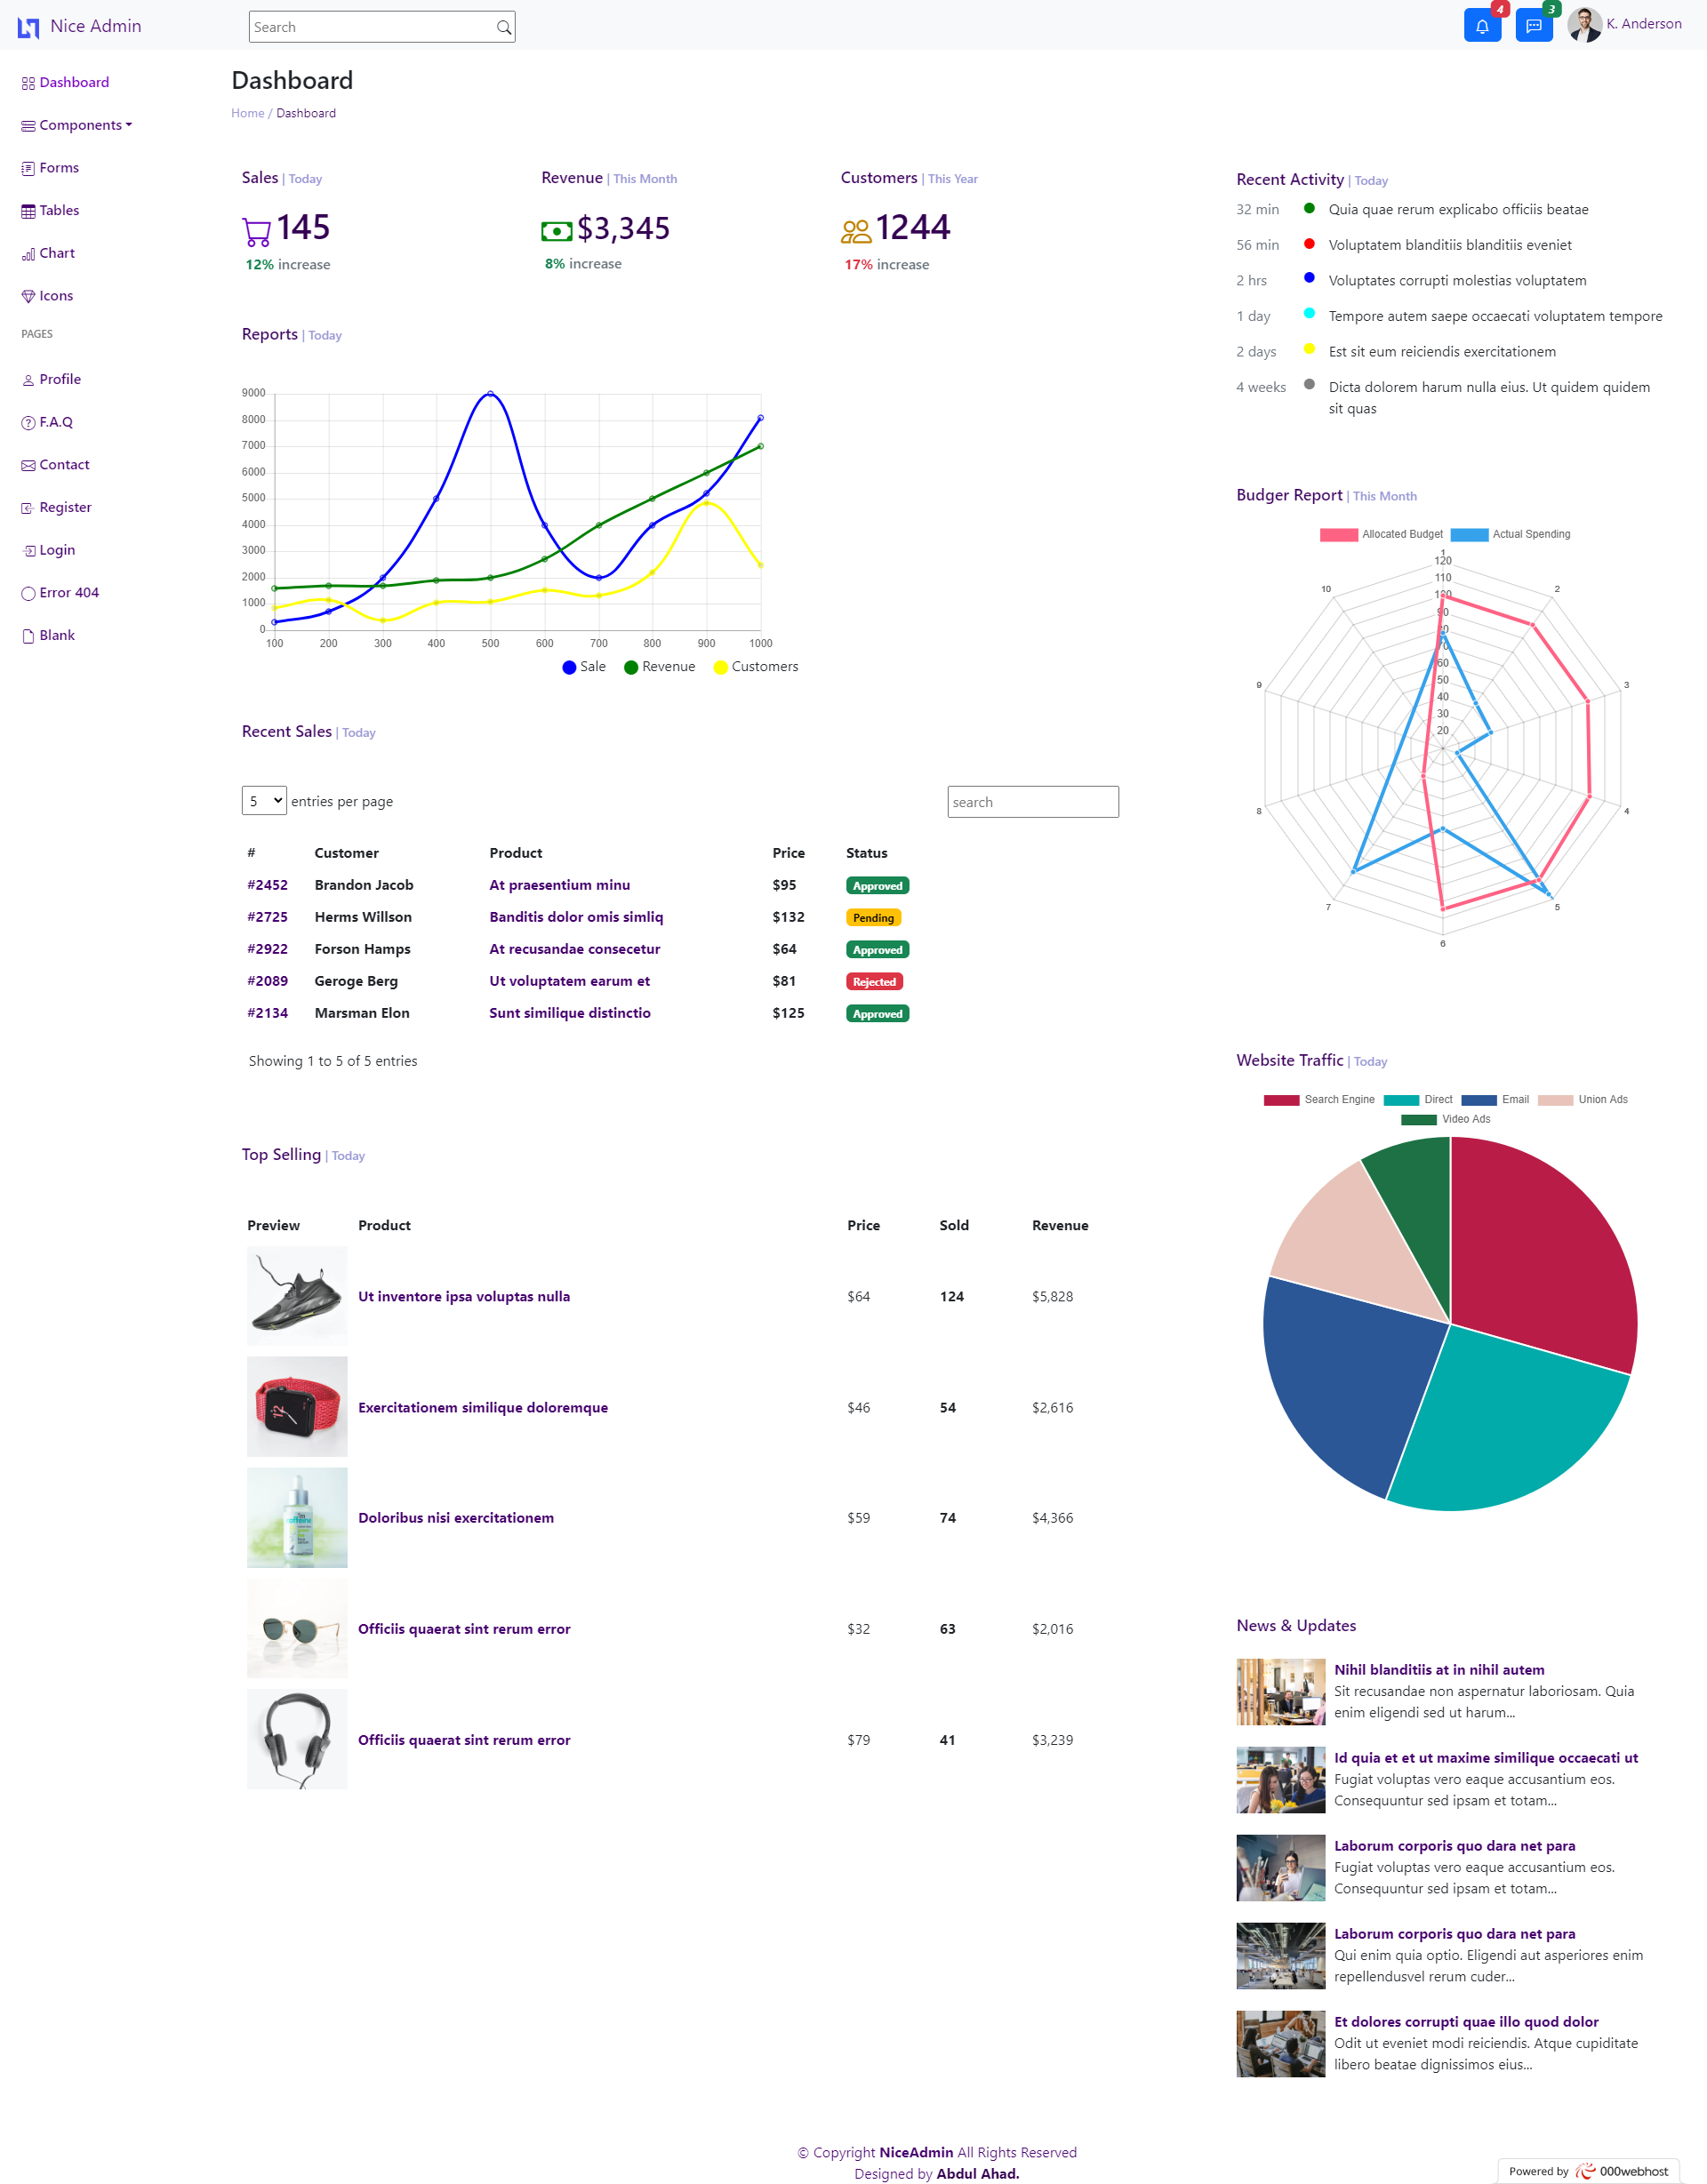 Nice Admin
Search
4
3
K. Anderson
Dashboard
Components
Forms
Tables
Chart
Icons
PAGES
Profile
F.A.Q
Contact
Register
Login
Error 404
Blank
Dashboard
Home / Dashboard
Sales | Today
145
12% increase
Revenue | This Month
$3,345
8% increase
Customers | This Year
1244
17% increase
Reports | Today
9000
8000
7000
6000
5000
4000
3000
2000
1000
0
100 200 300 400 500 600 700 800 900 1000
Sale Revenue Customers
Recent Sales | Today
5 entries per page
search
# Customer Product Price Status
#2452 Brandon Jacob At praesentium minu $95 Approved
#2725 Herms Willson Banditis dolor omis simliq $132 Pending
#2922 Forson Hamps At recusandae consecetur $64 Approved
#2089 Geroge Berg Ut voluptatem earum et $81 Rejected
#2134 Marsman Elon Sunt similique distinctio $125 Approved
Showing 1 to 5 of 5 entries
Top Selling | Today
Preview Product Price Sold Revenue
Ut inventore ipsa voluptas nulla $64 124 $5,828
Exercitationem similique doloremque $46 54 $2,616
Doloribus nisi exercitationem $59 74 $4,366
Officiis quaerat sint rerum error $32 63 $2,016
Officiis quaerat sint rerum error $79 41 $3,239
Recent Activity | Today
32 min Quia quae rerum explicabo officiis beatae
56 min Voluptatem blanditiis blanditiis eveniet
2 hrs Voluptates corrupti molestias voluptatem
1 day Tempore autem saepe occaecati voluptatem tempore
2 days Est sit eum reiciendis exercitationem
4 weeks Dicta dolorem harum nulla eius. Ut quidem quidem
sit quas
Budger Report | This Month
Allocated Budget Actual Spending
1
2
3
4
5
6
7
8
9
10
120
110
100
90
80
70
60
50
40
30
20
Website Traffic | Today
Search Engine Direct Email Union Ads
Video Ads
News & Updates
Nihil blanditiis at in nihil autem
Sit recusandae non aspernatur laboriosam. Quia
enim eligendi sed ut harum...
Id quia et et ut maxime similique occaecati ut
Fugiat voluptas vero eaque accusantium eos.
Consequuntur sed ipsam et totam...
Laborum corporis quo dara net para
Fugiat voluptas vero eaque accusantium eos.
Consequuntur sed ipsam et totam...
Laborum corporis quo dara net para
Qui enim quia optio. Eligendi aut asperiores enim
repellendusvel rerum cuder...
Et dolores corrupti quae illo quod dolor
Odit ut eveniet modi reiciendis. Atque cupiditate
libero beatae dignissimos eius...
© Copyright NiceAdmin All Rights Reserved
Designed by Abdul Ahad.
Powered by 000webhost